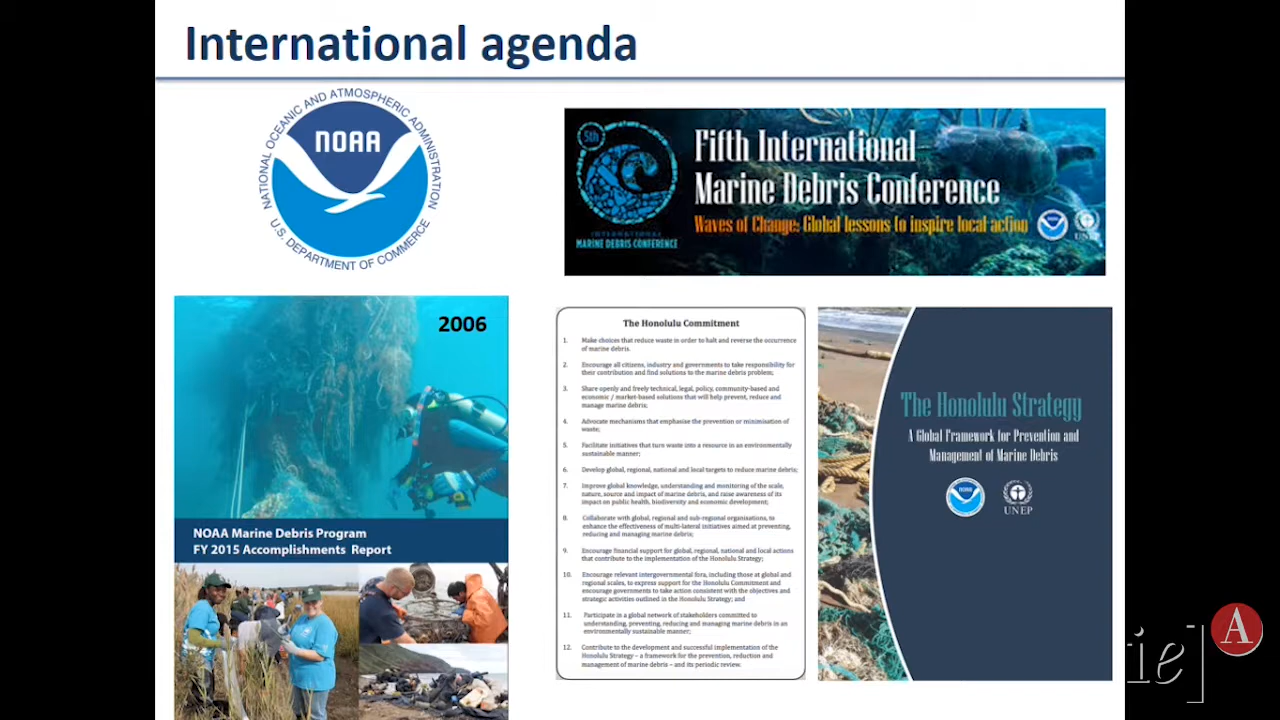 International agenda
NATIONAL OCEANIC AND ATMOSPHERIC ADMINISTRATION
NOAA
U.S. DEPARTMENT OF COMMERCE
5th
INTERNATIONAL
MARINE DEBRIS CONFERENCE
Fifth International
Marine Debris Conference
Waves of Change: Global lessons to inspire local action
UNEP
2006
NOAA Marine Debris Program
FY 2015 Accomplishments Report
The Honolulu Commitment
1. Make choices that reduce waste in order to halt and reverse the occurrence
of marine debris.
2. Encourage all citizens, industry and governments to take responsibility for
their contribution and find solutions to the marine debris problem;
3. Share openly and freely technical, legal, policy, community-based and
economic / market-based solutions that will help prevent, reduce and
manage marine debris;
4. Advocate mechanisms that emphasise the prevention or minimisation of
waste;
5. Facilitate initiatives that turn waste into a resource in an environmentally
sustainable manner;
6. Develop global, regional, national and local targets to reduce marine debris;
7. Improve global knowledge, understanding and monitoring of the scale,
nature, source and impact of marine debris, and raise awareness of its
impact on public health, biodiversity and economic development;
8. Collaborate with global, regional and sub-regional organisations, to
enhance the effectiveness of multi-lateral initiatives aimed at preventing,
reducing and managing marine debris;
9. Encourage financial support for global, regional, national and local actions
that contribute to the implementation of the Honolulu Strategy;
10. Encourage relevant intergovernmental fora, including those at global and
regional scales, to express support for the Honolulu Commitment and
encourage governments to take action consistent with the objectives and
strategic activities outlined in the Honolulu Strategy; and
11. Participate in a global network of stakeholders committed to
understanding, preventing, reducing and managing marine debris in an
environmentally sustainable manner;
12. Contribute to the development and successful implementation of the
Honolulu Strategy – a framework for the prevention, reduction and
management of marine debris – and its periodic review.
The Honolulu Strategy
A Global Framework for Prevention and
Management of Marine Debris
NOAA
UNEP
A
ie]